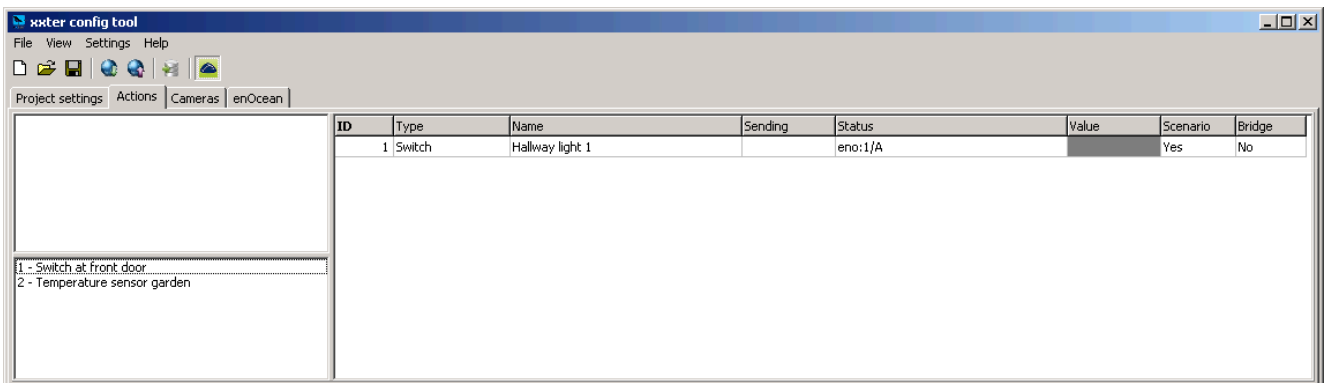 xxter config tool
File View Settings Help
Project settings Actions Cameras enOcean
ID Type Name Sending Status Value Scenario Bridge
1 Switch Hallway light 1 eno:1/A Yes No
1 - Switch at front door
2 - Temperature sensor garden